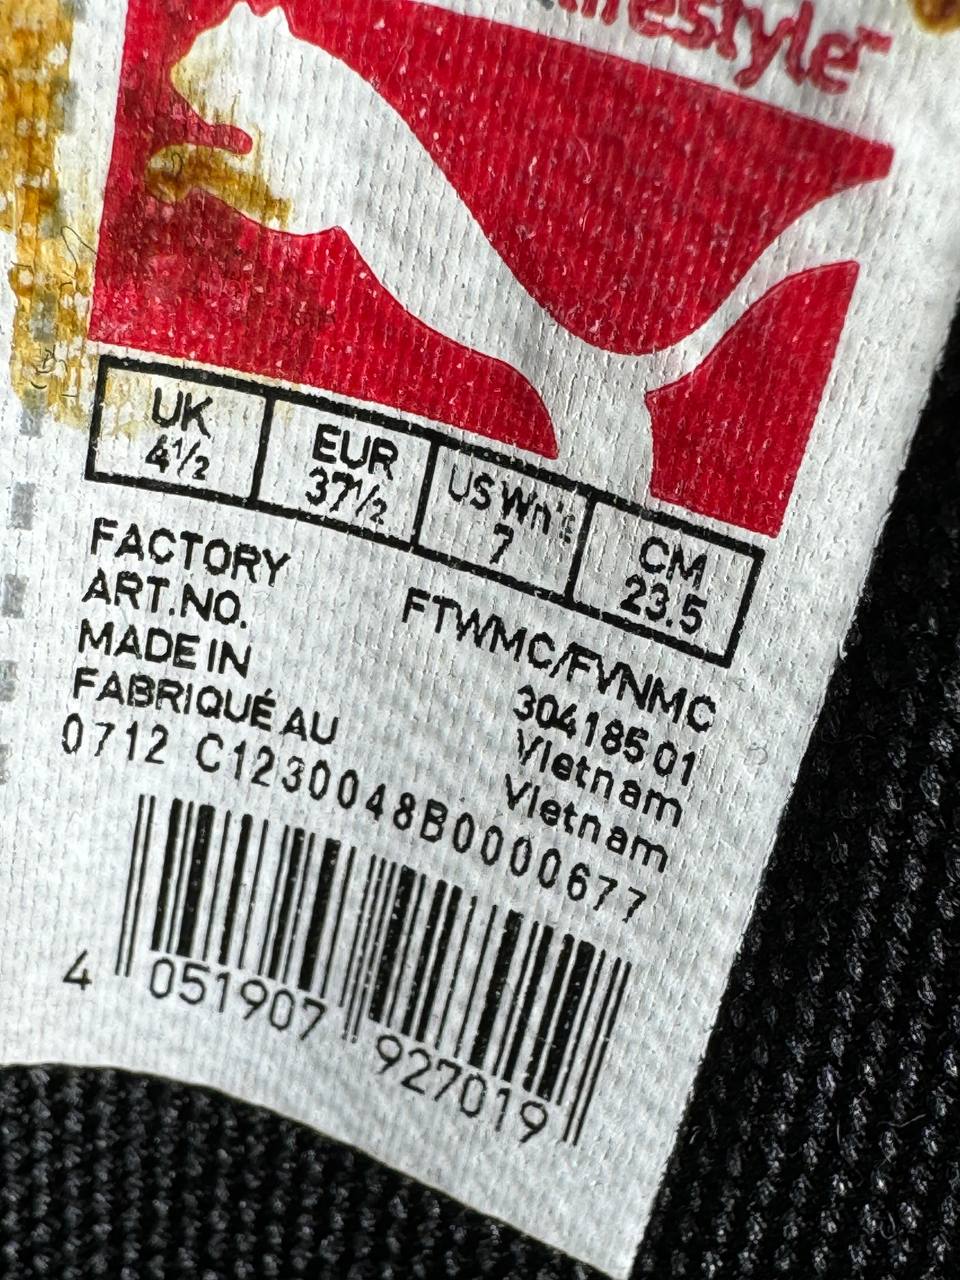 lifestyle™
UK EUR US Wn's CM
4½ 37½ 7 23.5
FACTORY FTWMC/FVNMC
ART.NO. 304185 01
MADE IN Vietnam
FABRIQUÉ AU Vietnam
0712 C1230048B0000677
4 051907 927019